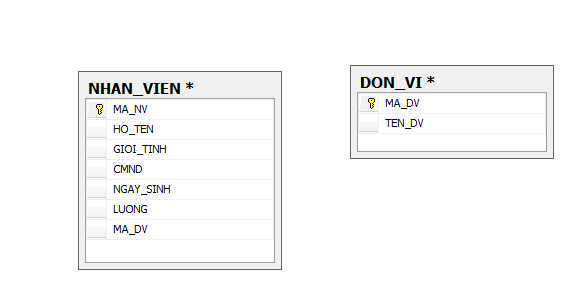 NHAN_VIEN *
MA_NV
HO_TEN
GIOI_TINH
CMND
NGAY_SINH
LUONG
MA_DV
DON_VI *
MA_DV
TEN_DV